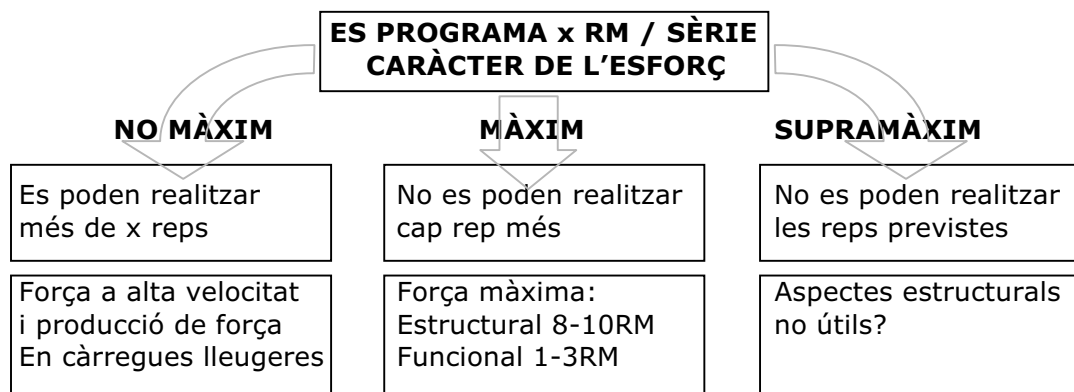 ES PROGRAMA x RM / SÈRIE
CARÀCTER DE L'ESFORÇ
NO MÀXIM
MÀXIM
SUPRAMÀXIM
Es poden realitzar
més de x reps
No es poden realitzar
cap rep més
No es poden realitzar
les reps previstes
Força a alta velocitat
i producció de força
En càrregues lleugeres
Força màxima:
Estructural 8-10RM
Funcional 1-3RM
Aspectes estructurals
no útils?